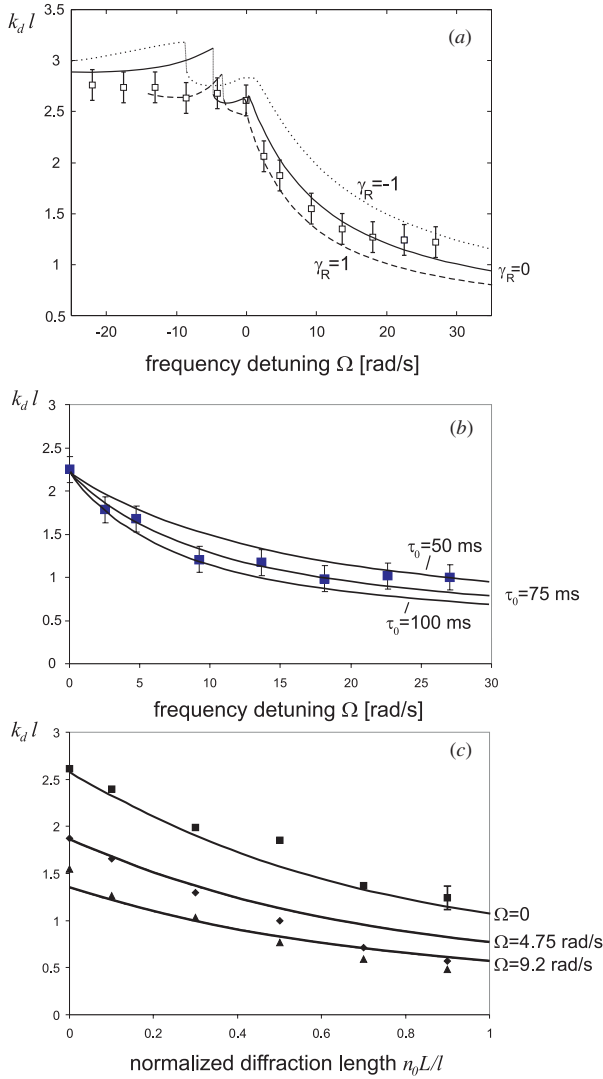 k_d l
(a)
3.5
3
2.5
2
1.5
1
0.5
γ_R=-1
γ_R=1
γ_R=0
-20 -10 0 10 20 30
frequency detuning Ω [rad/s]
k_d l
(b)
3
2.5
2
1.5
1
0.5
0
τ_0=50 ms
τ_0=75 ms
τ_0=100 ms
0 5 10 15 20 25 30
frequency detuning Ω [rad/s]
k_d l
(c)
3
2.5
2
1.5
1
0.5
0
Ω=0
Ω=4.75 rad/s
Ω=9.2 rad/s
0 0.2 0.4 0.6 0.8 1
normalized diffraction length n_0L/l